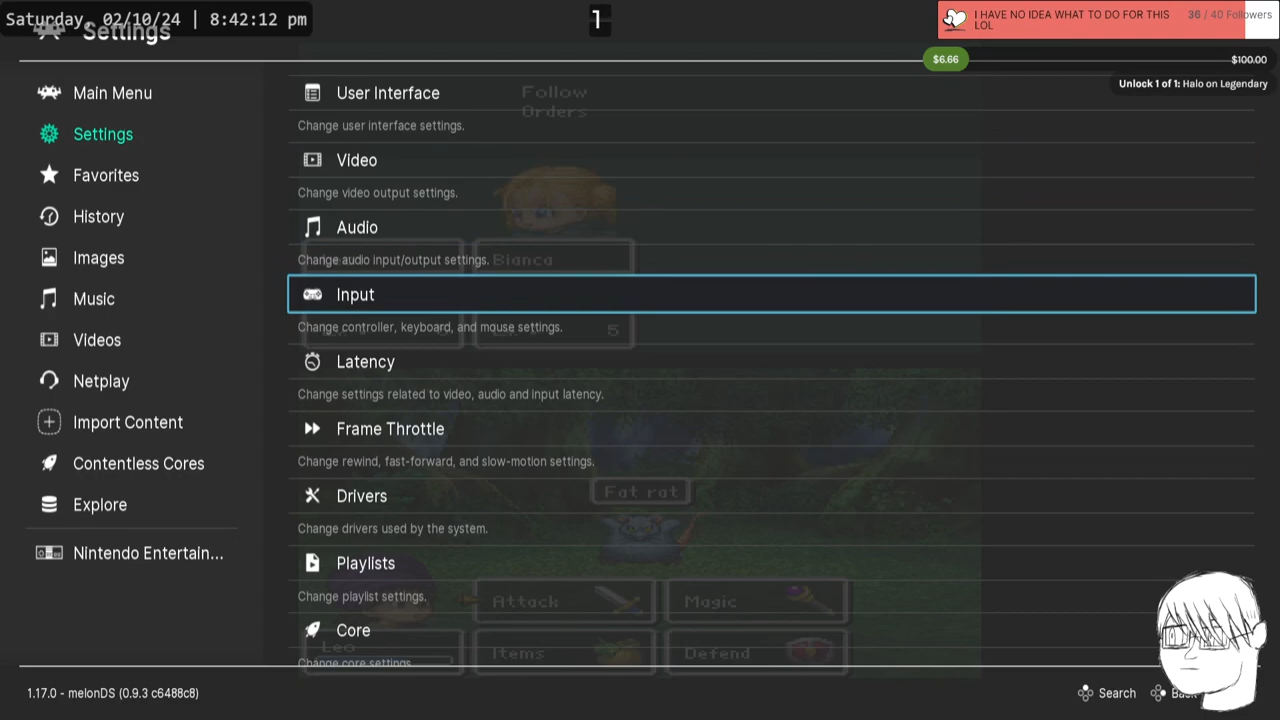 Saturday, 02/10/24 | 8:42:12 pm
1
I HAVE NO IDEA WHAT TO DO FOR THIS LOL
36 / 40 Followers
$6.66
$100.00
Unlock 1 of 1: Halo on Legendary
Settings
Main Menu
Settings
Favorites
History
Images
Music
Videos
Netplay
Import Content
Contentless Cores
Explore
Nintendo Entertain...
User Interface
Change user interface settings.
Video
Change video output settings.
Audio
Change audio input/output settings.
Input
Change controller, keyboard, and mouse settings.
Latency
Change settings related to video, audio and input latency.
Frame Throttle
Change rewind, fast-forward, and slow-motion settings.
Drivers
Change drivers used by the system.
Playlists
Change playlist settings.
Core
Change core settings.
Follow
Orders
Bianca
5
Fat rat
Attack
Magic
Leo
Items
Defend
1.17.0 - melonDS (0.9.3 c6488c8)
Search
Back